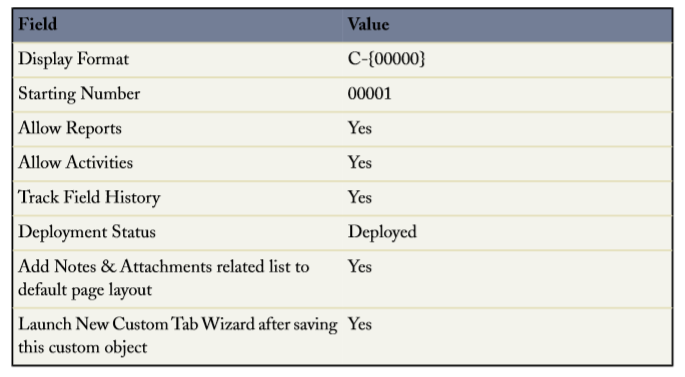 Field Value
Display Format C-{00000}
Starting Number 00001
Allow Reports Yes
Allow Activities Yes
Track Field History Yes
Deployment Status Deployed
Add Notes & Attachments related list to Yes
default page layout
Launch New Custom Tab Wizard after saving Yes
this custom object